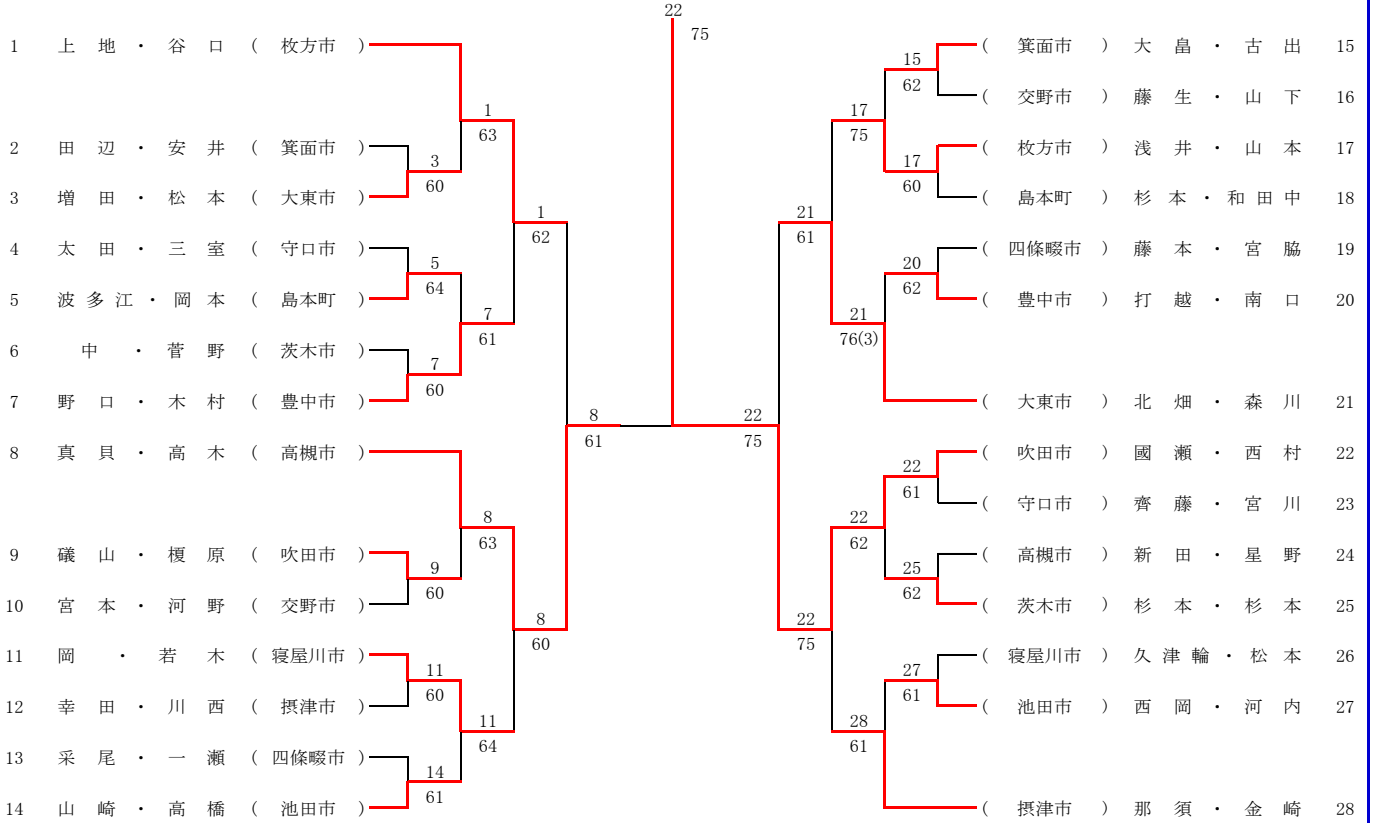 22
75
1 上地・谷口 ( 枚方市 )
2 田辺・安井 ( 箕面市 )
3 増田・松本 ( 大東市 )
4 太田・三室 ( 守口市 )
5 波多江・岡本 ( 島本町 )
6 中・菅野 ( 茨木市 )
7 野口・木村 ( 豊中市 )
8 真貝・高木 ( 高槻市 )
9 礒山・榎原 ( 吹田市 )
10 宮本・河野 ( 交野市 )
11 岡・若木 ( 寝屋川市 )
12 幸田・川西 ( 摂津市 )
13 采尾・一瀬 ( 四條畷市 )
14 山崎・高橋 ( 池田市 )
3
60
5
64
7
60
9
60
11
60
14
61
1
63
7
61
8
63
11
64
1
62
8
60
8
61
22
75
21
61
22
75
17
75
21
76(3)
22
62
28
61
15
62
17
60
20
62
22
61
25
62
27
61
( 箕面市 ) 大畠・古出 15
( 交野市 ) 藤生・山下 16
( 枚方市 ) 浅井・山本 17
( 島本町 ) 杉本・和田中 18
( 四條畷市 ) 藤本・宮脇 19
( 豊中市 ) 打越・南口 20
( 大東市 ) 北畑・森川 21
( 吹田市 ) 國瀬・西村 22
( 守口市 ) 齊藤・宮川 23
( 高槻市 ) 新田・星野 24
( 茨木市 ) 杉本・杉本 25
( 寝屋川市 ) 久津輪・松本 26
( 池田市 ) 西岡・河内 27
( 摂津市 ) 那須・金崎 28